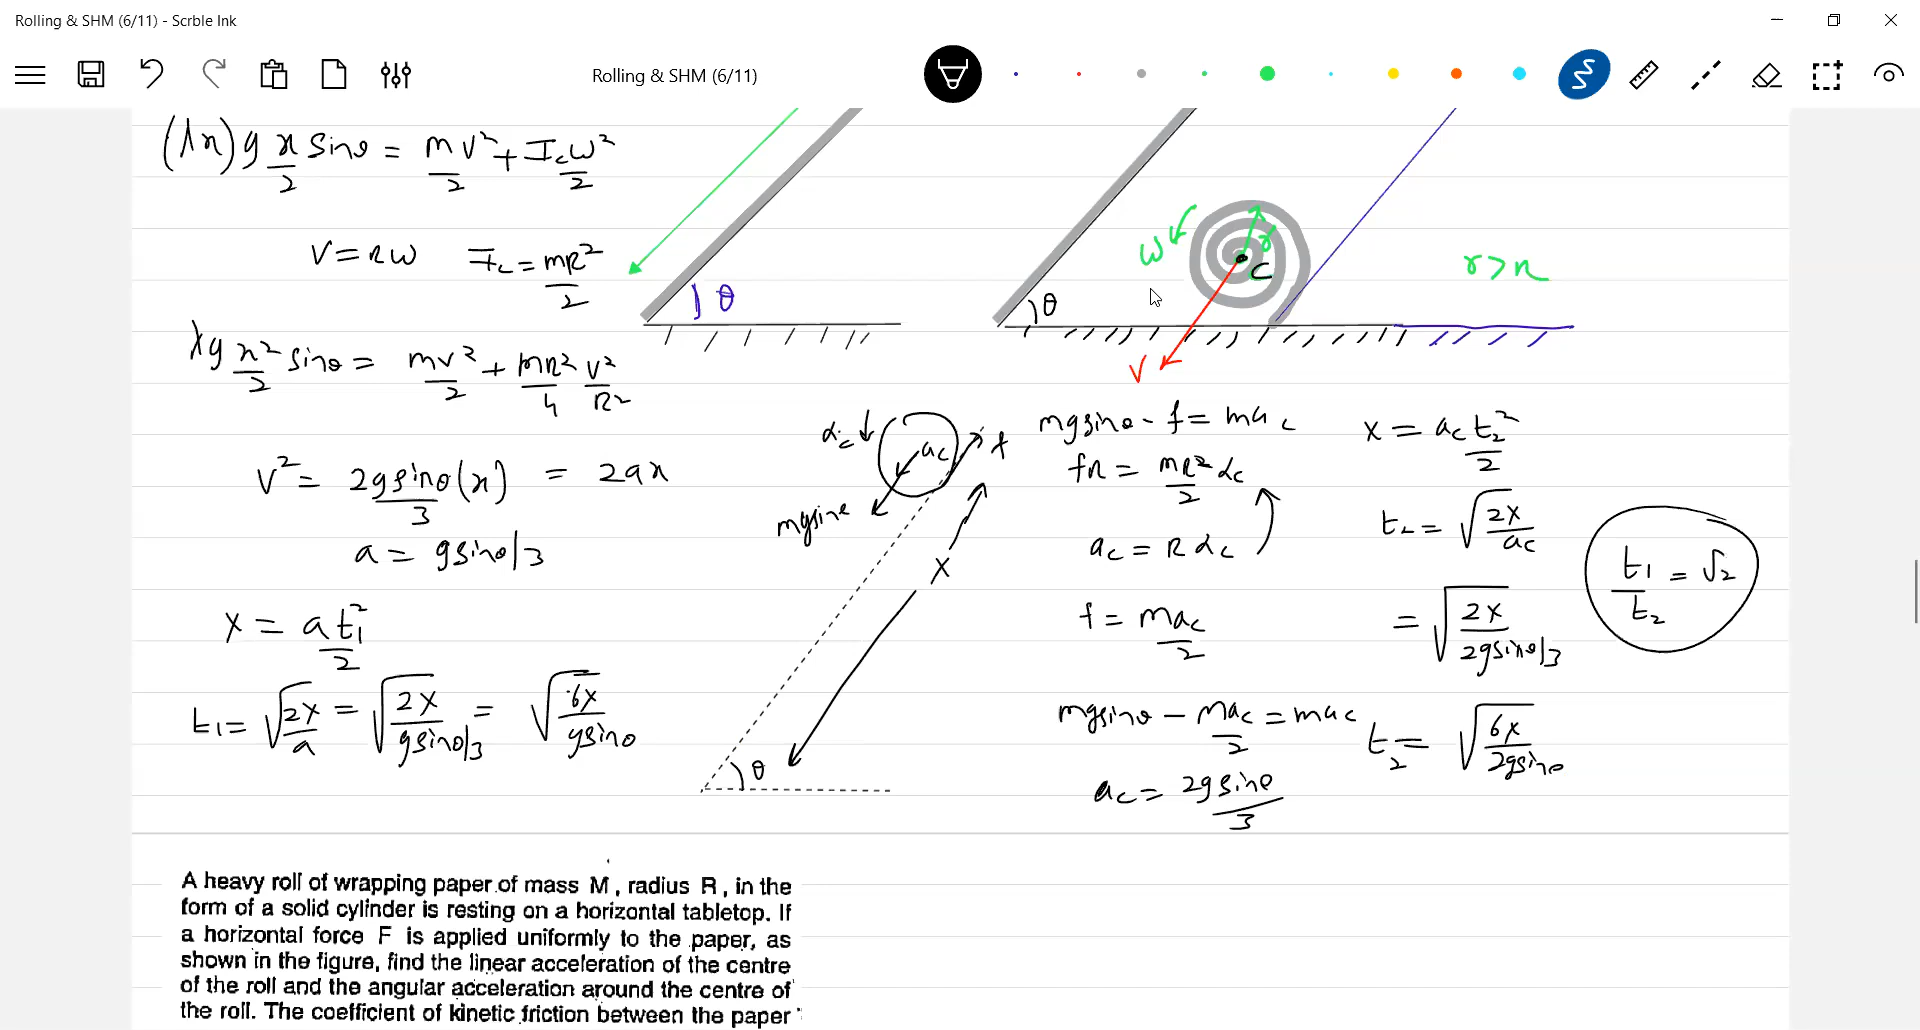 Rolling & SHM (6/11) - Scrble Ink
Rolling & SHM (6/11)
(λx) g x/2 sinθ = mv²/2 + I_c ω²/2
v = Rω I_c = mR²/2
λg x²/2 sinθ = mv²/2 + mR²/4 v²/R²
v² = 2g sinθ/3 (x) = 2ax
a = g sinθ/3
x = a t₁²/2
t₁ = √(2x/a) = √(2x/(g sinθ/3)) = √(6x/(g sinθ))
θ
θ
ω
r
C
v
r > R
α_c
a_c
f
mg sinθ
x
θ
mg sinθ - f = ma_c
fR = mR²/2 α_c
a_c = R α_c
f = ma_c/2
mg sinθ - ma_c/2 = ma_c
a_c = 2g sinθ/3
x = a_c t₂²/2
t₂ = √(2x/a_c)
= √(2x/(2g sinθ/3))
t₂ = √(6x/(2g sinθ))
t₁/t₂ = √2
A heavy roll of wrapping paper of mass M, radius R, in the
form of a solid cylinder is resting on a horizontal tabletop. If
a horizontal force F is applied uniformly to the paper, as
shown in the figure, find the linear acceleration of the centre
of the roll and the angular acceleration around the centre of
the roll. The coefficient of kinetic friction between the paper